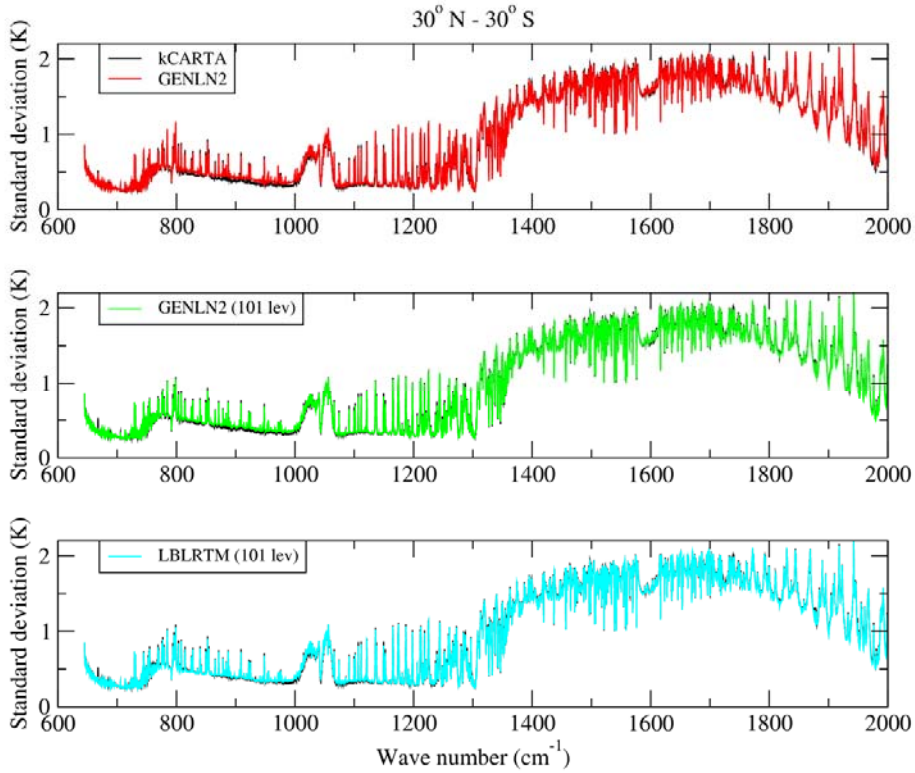 30° N - 30° S
Standard deviation (K)
2
1
0
kCARTA
GENLN2
600 800 1000 1200 1400 1600 1800 2000
Standard deviation (K)
2
1
0
GENLN2 (101 lev)
600 800 1000 1200 1400 1600 1800 2000
Standard deviation (K)
2
1
0
LBLRTM (101 lev)
600 800 1000 1200 1400 1600 1800 2000
Wave number (cm⁻¹)